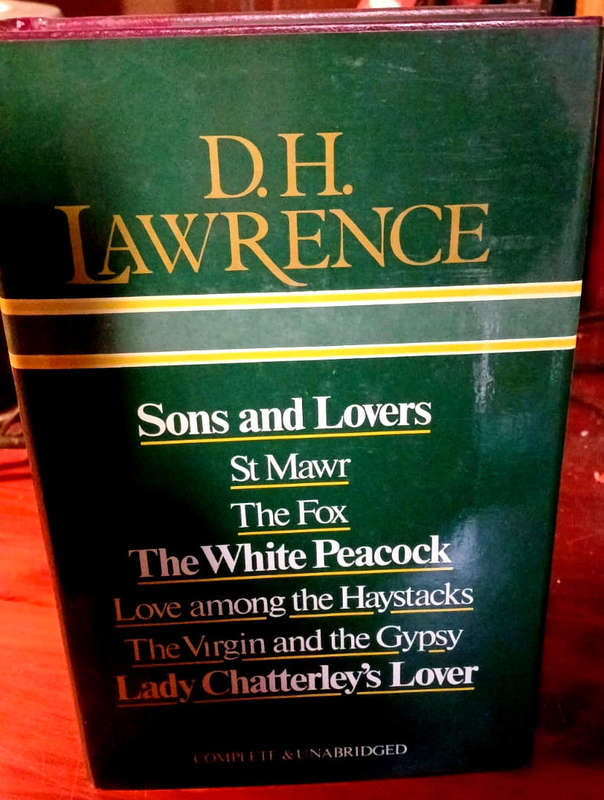 D.H.
LAWRENCE
Sons and Lovers
St Mawr
The Fox
The White Peacock
Love among the Haystacks
The Virgin and the Gypsy
Lady Chatterley's Lover
COMPLETE & UNABRIDGED